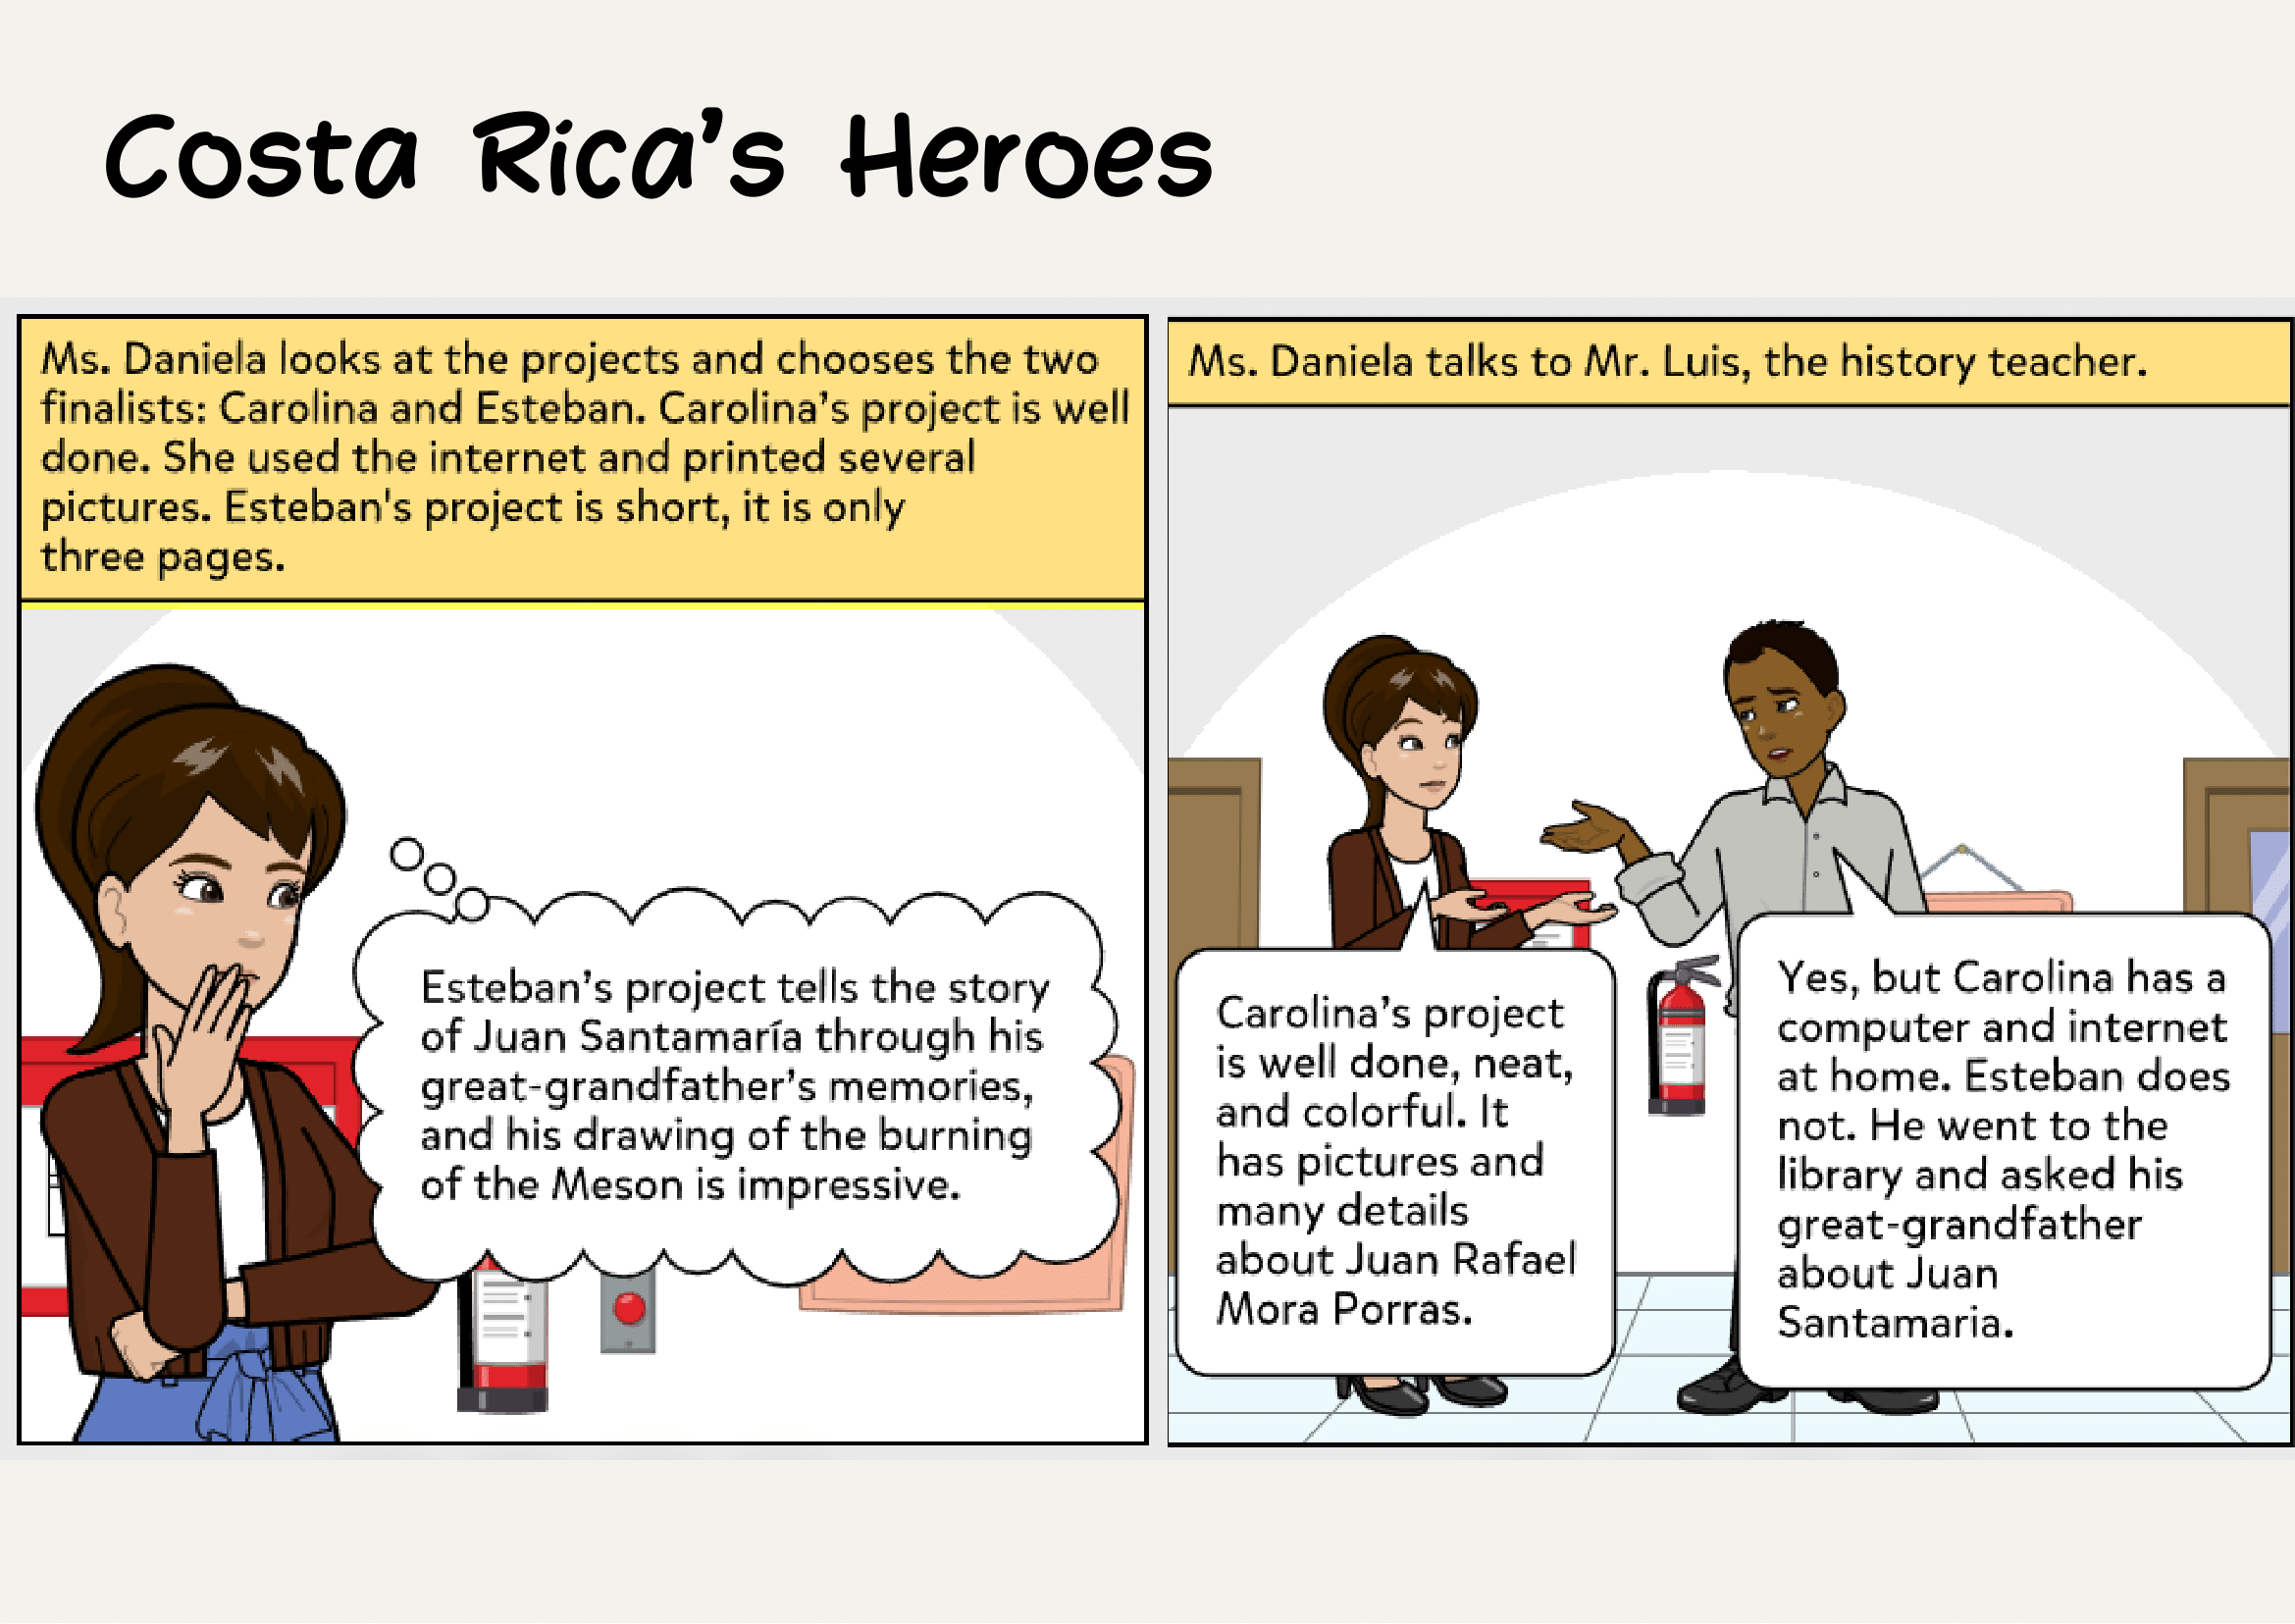 Costa Rica’s Heroes
Ms. Daniela looks at the projects and chooses the two
finalists: Carolina and Esteban. Carolina’s project is well
done. She used the internet and printed several
pictures. Esteban's project is short, it is only
three pages.
Esteban’s project tells the story
of Juan Santamaría through his
great-grandfather’s memories,
and his drawing of the burning
of the Meson is impressive.
Ms. Daniela talks to Mr. Luis, the history teacher.
Carolina’s project
is well done, neat,
and colorful. It
has pictures and
many details
about Juan Rafael
Mora Porras.
Yes, but Carolina has a
computer and internet
at home. Esteban does
not. He went to the
library and asked his
great-grandfather
about Juan
Santamaria.